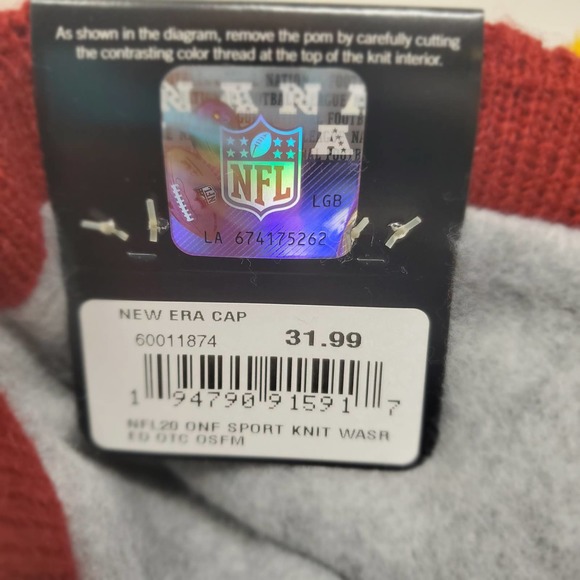 As shown in the diagram, remove the pom by carefully cutting
the contrasting color thread at the top of the knit interior.
NFL
LGB
LA 674175262
NEW ERA CAP
60011874 31.99
1 94790 91591 7
NFL20 ONF SPORT KNIT WASR
ED OTC OSFM